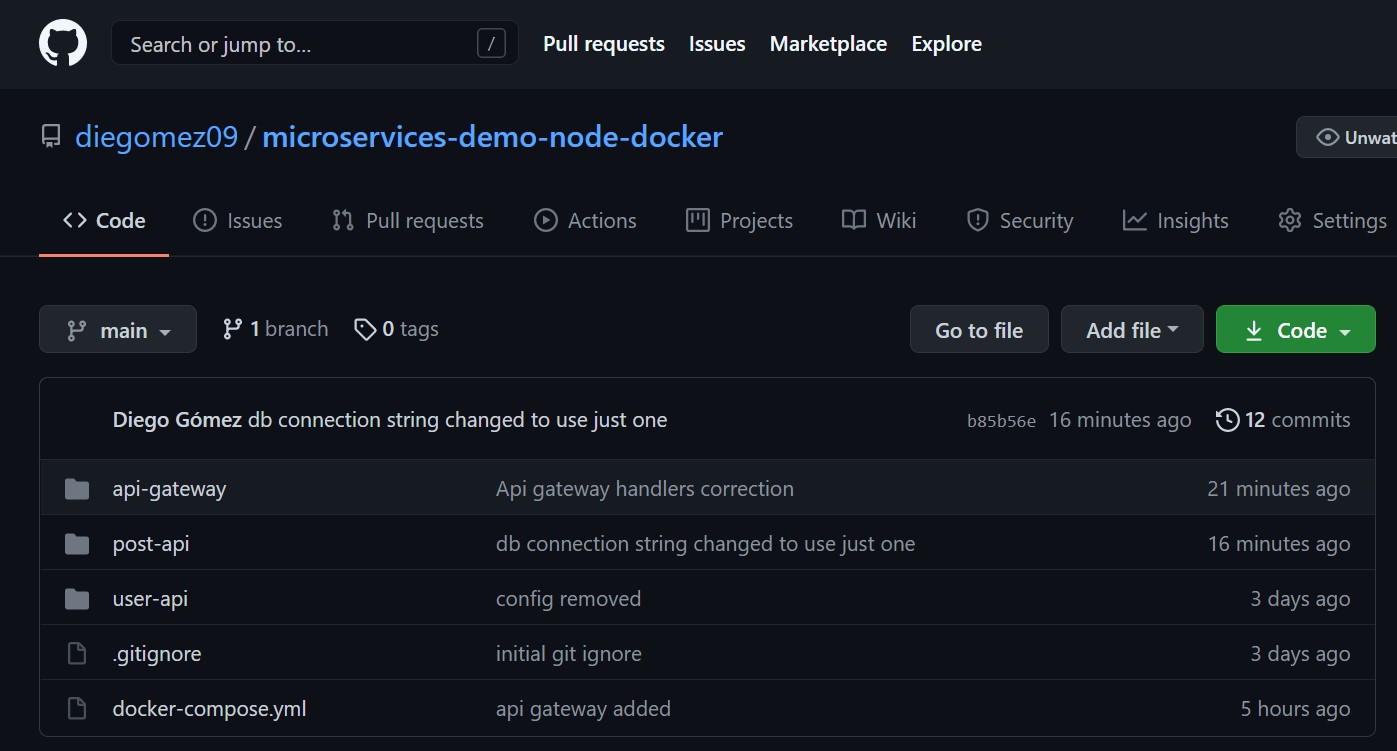 Search or jump to... /
Pull requests Issues Marketplace Explore
diegomez09 / microservices-demo-node-docker
Unwat
Code Issues Pull requests Actions Projects Wiki Security Insights Settings
main 1 branch 0 tags Go to file Add file Code
Diego Gómez db connection string changed to use just one b85b56e 16 minutes ago 12 commits
api-gateway Api gateway handlers correction 21 minutes ago
post-api db connection string changed to use just one 16 minutes ago
user-api config removed 3 days ago
.gitignore initial git ignore 3 days ago
docker-compose.yml api gateway added 5 hours ago